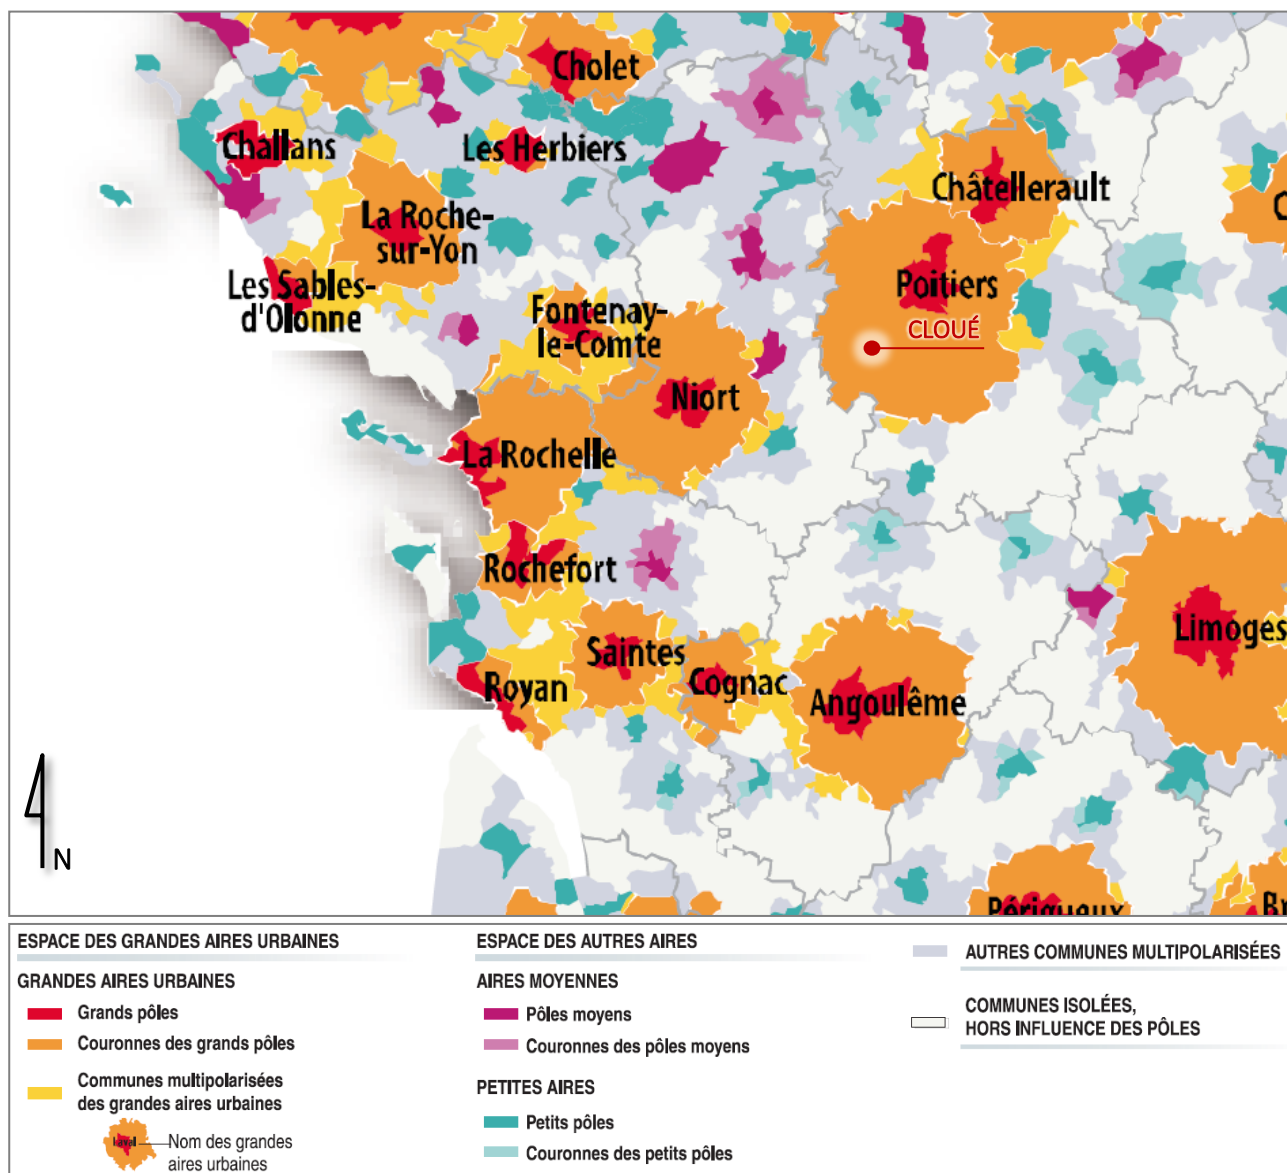 Cholet
Challans
Les Herbiers
Châtellerault
La Roche-
sur-Yon
Poitiers
Les Sables-
d'Olonne
Fontenay-
le-Comte
CLOUÉ
Niort
La Rochelle
Rochefort
Limoges
Saintes
Cognac
Royan
Angoulême
N
Périgueux
ESPACE DES GRANDES AIRES URBAINES
GRANDES AIRES URBAINES
Grands pôles
Couronnes des grands pôles
Communes multipolarisées
des grandes aires urbaines
Laval
Nom des grandes
aires urbaines
ESPACE DES AUTRES AIRES
AIRES MOYENNES
Pôles moyens
Couronnes des pôles moyens
PETITES AIRES
Petits pôles
Couronnes des petits pôles
AUTRES COMMUNES MULTIPOLARISÉES
COMMUNES ISOLÉES,
HORS INFLUENCE DES PÔLES